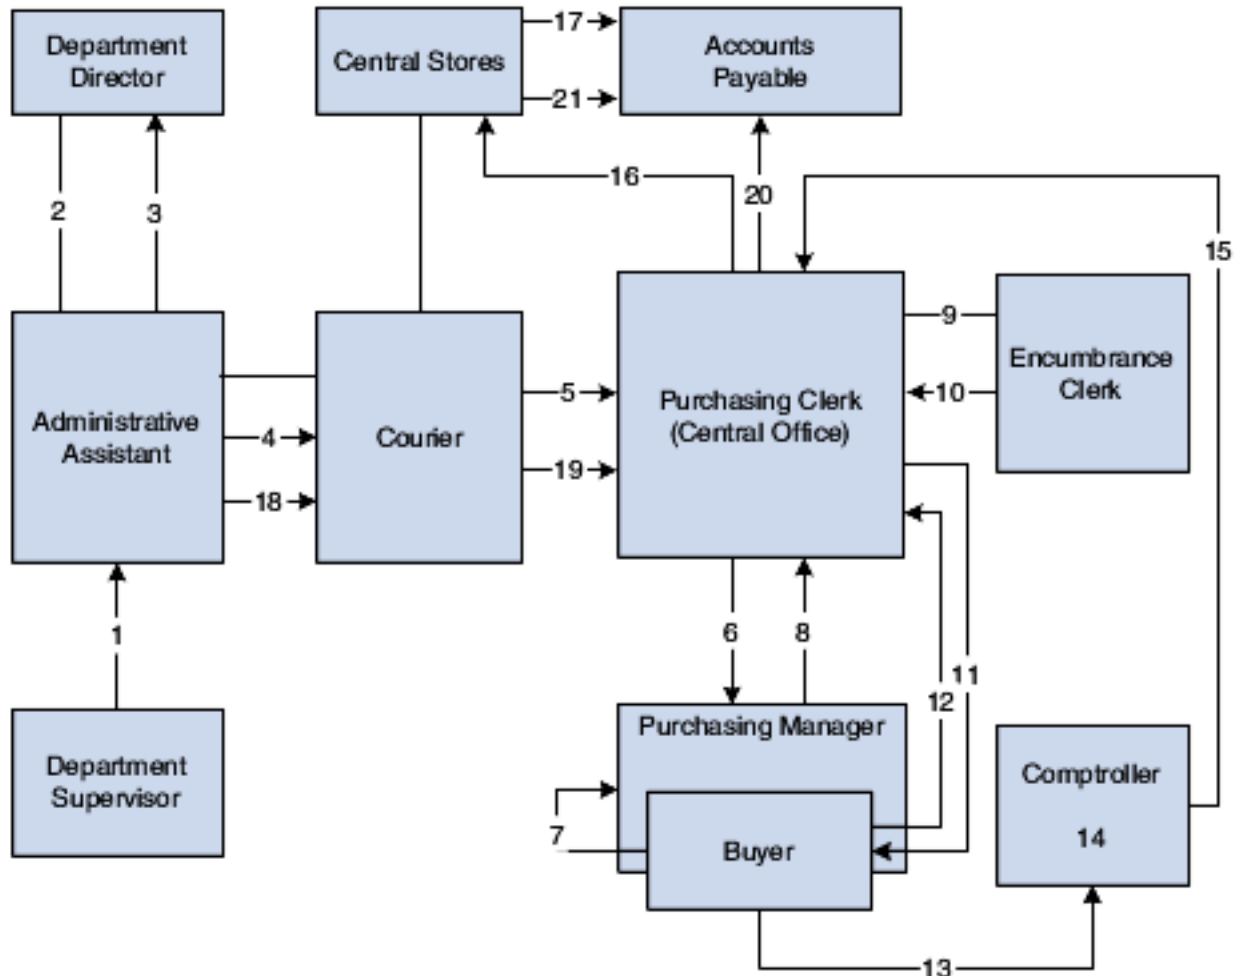 Department
Director
Central Stores
17
21
Accounts
Payable
2
3
16
20
15
Administrative
Assistant
4
18
Courier
5
19
Purchasing Clerk
(Central Office)
9
10
Encumbrance
Clerk
1
6
8
11
12
Department
Supervisor
Purchasing Manager
7
Buyer
Comptroller
14
13